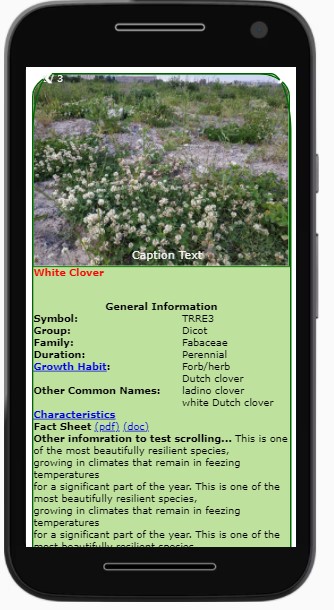 / 3
Caption Text
White Clover
General Information
Symbol: TRRE3
Group: Dicot
Family: Fabaceae
Duration: Perennial
Growth Habit: Forb/herb
Dutch clover
Other Common Names: ladino clover
white Dutch clover
Characteristics
Fact Sheet (pdf) (doc)
Other infomration to test scrolling... This is one
of the most beautifully resilient species,
growing in climates that remain in feezing
temperatures
for a significant part of the year. This is one of the
most beautifully resilient species,
growing in climates that remain in feezing
temperatures
for a significant part of the year. This is one of the
most beautifully resilient species,